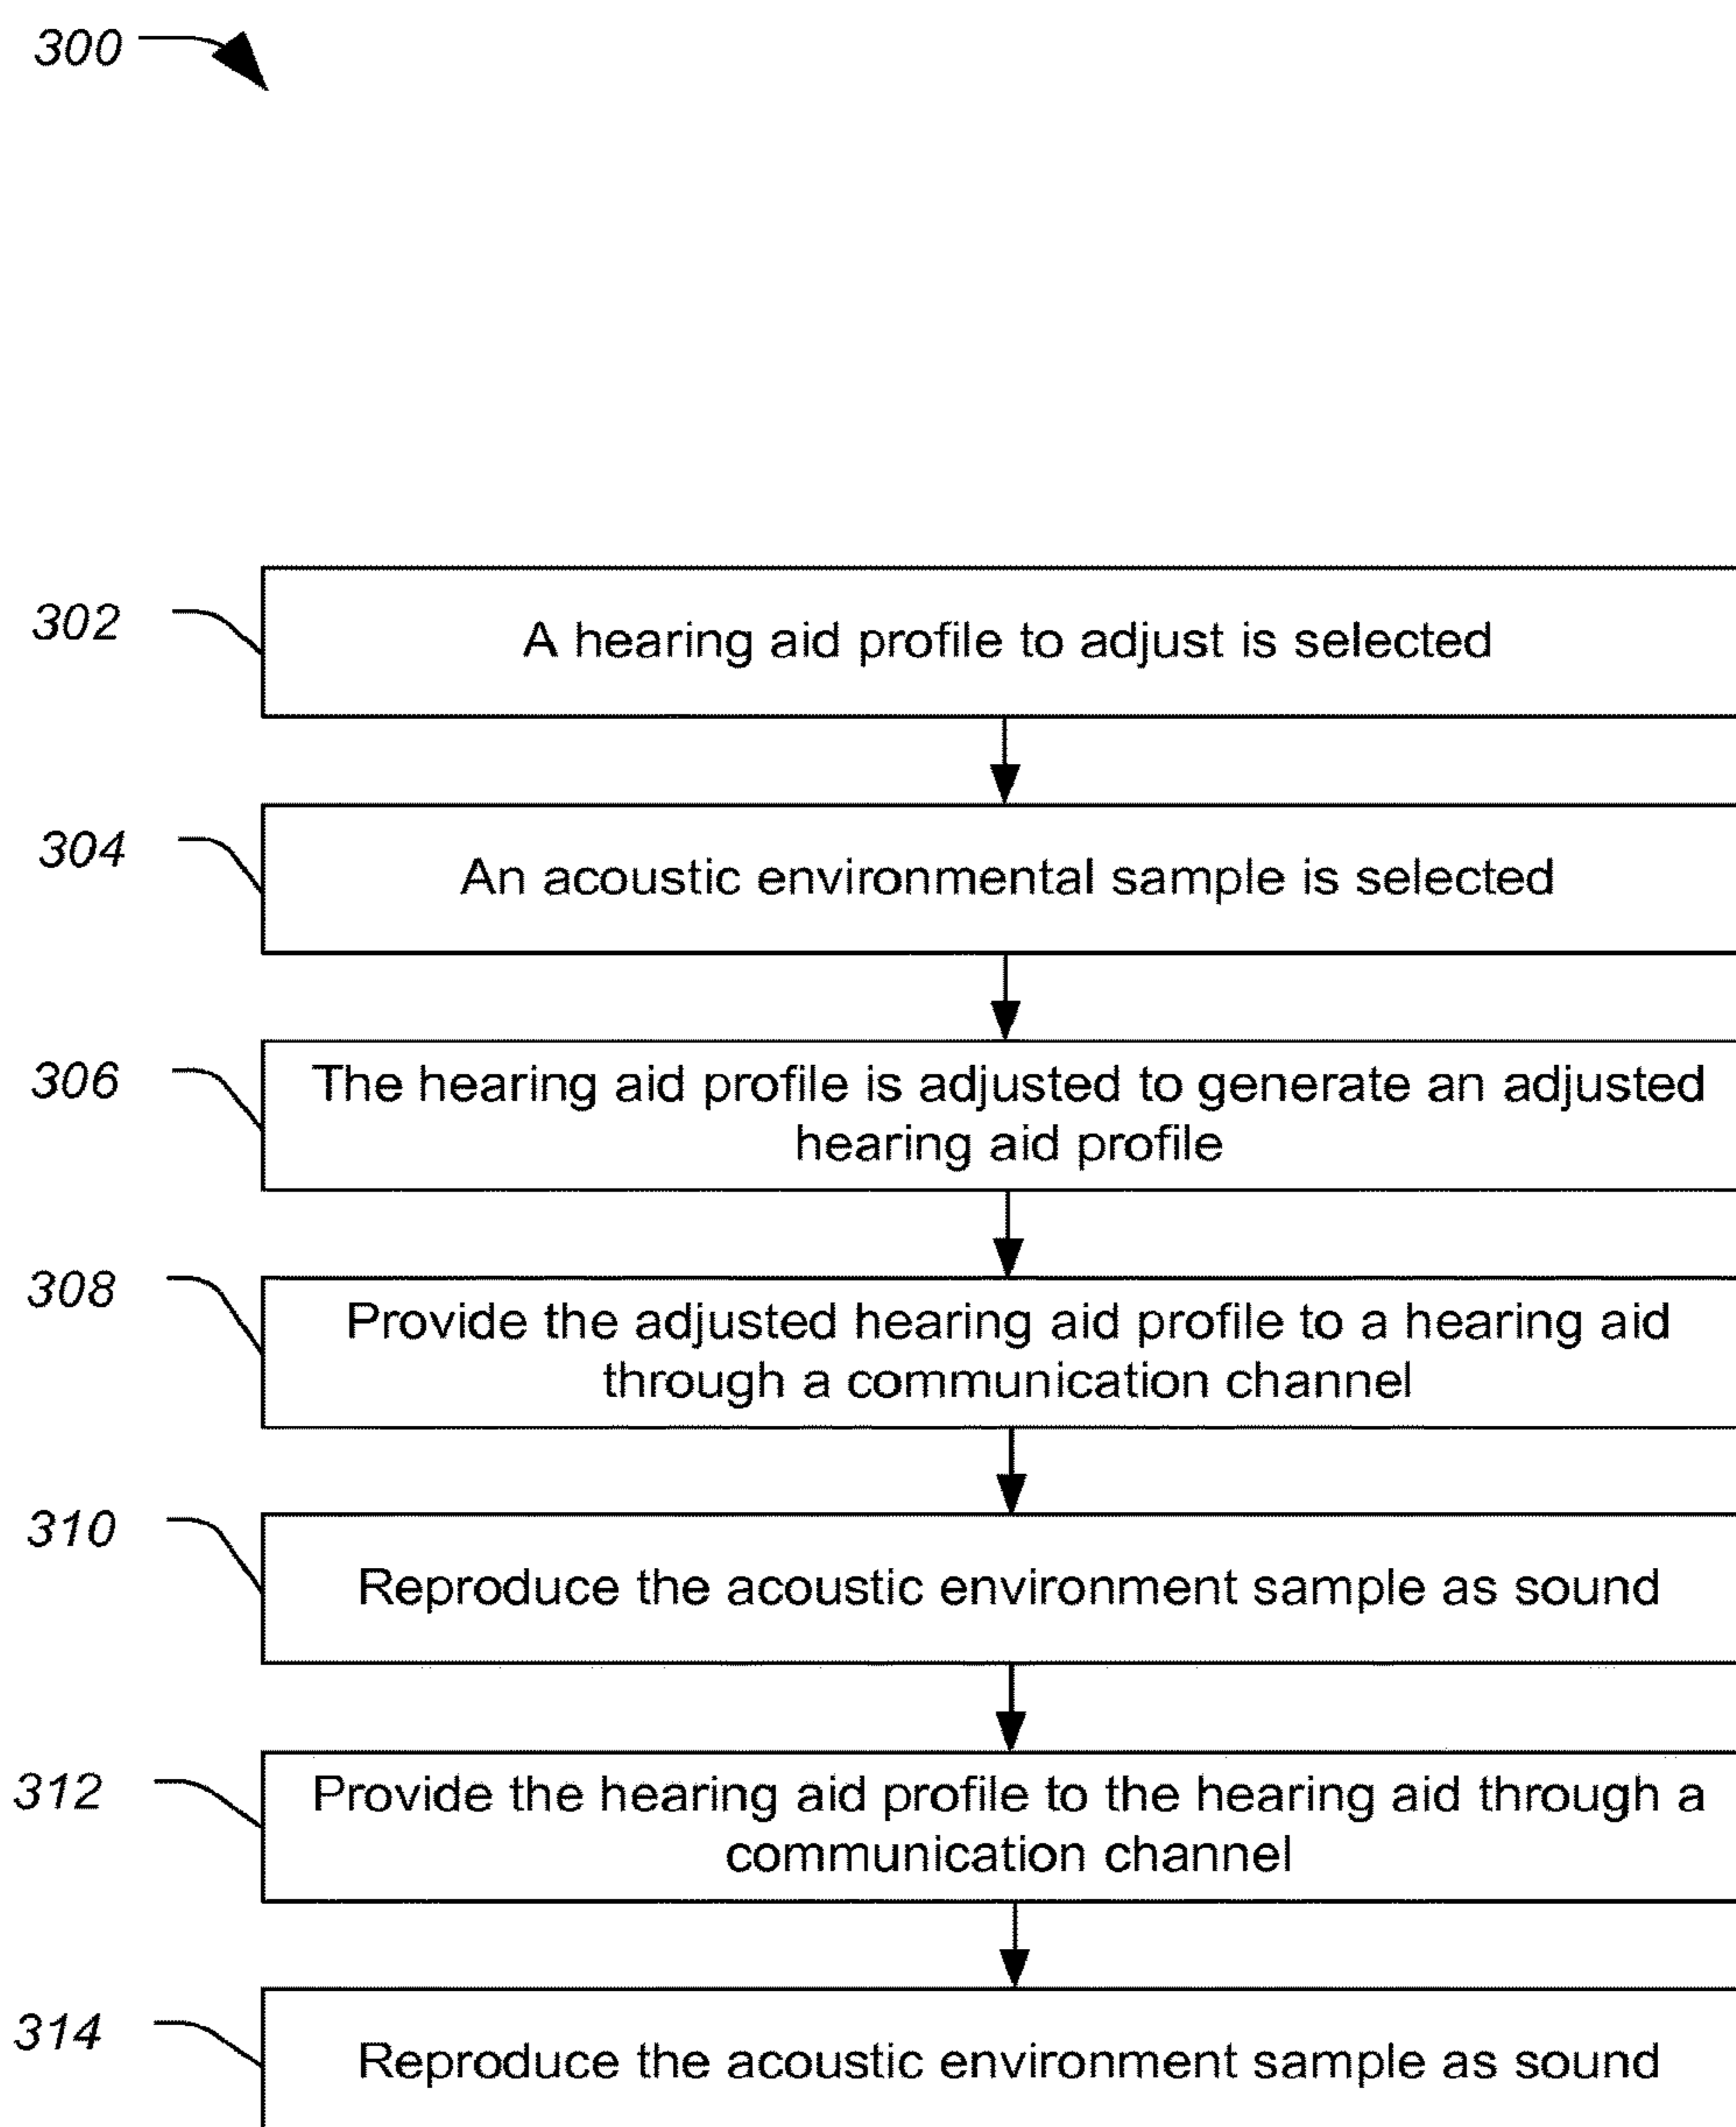 300
302
A hearing aid profile to adjust is selected
304
An acoustic environmental sample is selected
306
The hearing aid profile is adjusted to generate an adjusted
hearing aid profile
308
Provide the adjusted hearing aid profile to a hearing aid
through a communication channel
310
Reproduce the acoustic environment sample as sound
312
Provide the hearing aid profile to the hearing aid through a
communication channel
314
Reproduce the acoustic environment sample as sound